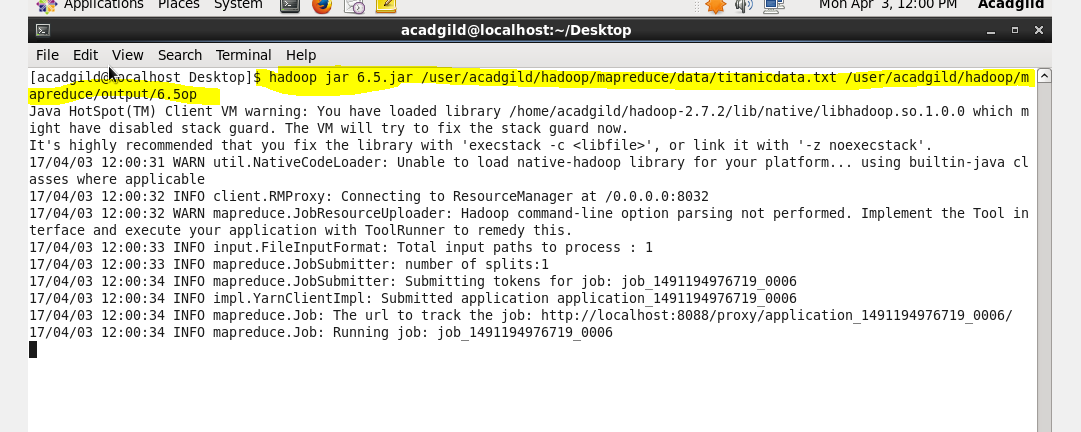 Applications Places System Mon Apr 3, 12:00 PM Acadgild
acadgild@localhost:~/Desktop
File Edit View Search Terminal Help
[acadgild@localhost Desktop]$ hadoop jar 6.5.jar /user/acadgild/hadoop/mapreduce/data/titanicdata.txt /user/acadgild/hadoop/m
apreduce/output/6.5op
Java HotSpot(TM) Client VM warning: You have loaded library /home/acadgild/hadoop-2.7.2/lib/native/libhadoop.so.1.0.0 which m
ight have disabled stack guard. The VM will try to fix the stack guard now.
It's highly recommended that you fix the library with 'execstack -c <libfile>', or link it with '-z noexecstack'.
17/04/03 12:00:31 WARN util.NativeCodeLoader: Unable to load native-hadoop library for your platform... using builtin-java cl
asses where applicable
17/04/03 12:00:32 INFO client.RMProxy: Connecting to ResourceManager at /0.0.0.0:8032
17/04/03 12:00:32 WARN mapreduce.JobResourceUploader: Hadoop command-line option parsing not performed. Implement the Tool in
terface and execute your application with ToolRunner to remedy this.
17/04/03 12:00:33 INFO input.FileInputFormat: Total input paths to process : 1
17/04/03 12:00:33 INFO mapreduce.JobSubmitter: number of splits:1
17/04/03 12:00:34 INFO mapreduce.JobSubmitter: Submitting tokens for job: job_1491194976719_0006
17/04/03 12:00:34 INFO impl.YarnClientImpl: Submitted application application_1491194976719_0006
17/04/03 12:00:34 INFO mapreduce.Job: The url to track the job: http://localhost:8088/proxy/application_1491194976719_0006/
17/04/03 12:00:34 INFO mapreduce.Job: Running job: job_1491194976719_0006